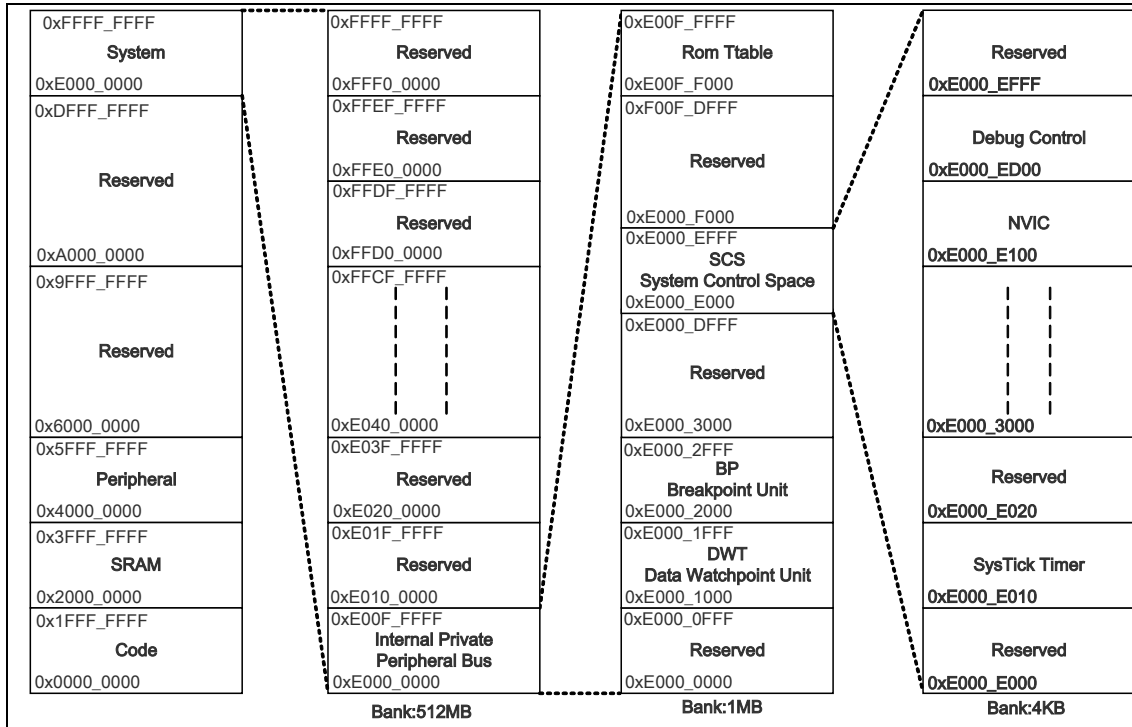 0xFFFF_FFFF
System
0xE000_0000
0xDFFF_FFFF
Reserved
0xA000_0000
0x9FFF_FFFF
Reserved
0x6000_0000
0x5FFF_FFFF
Peripheral
0x4000_0000
0x3FFF_FFFF
SRAM
0x2000_0000
0x1FFF_FFFF
Code
0x0000_0000
0xFFFF_FFFF
Reserved
0xFFF0_0000
0xFFEF_FFFF
Reserved
0xFFE0_0000
0xFFDF_FFFF
Reserved
0xFFD0_0000
0xFFCF_FFFF
0xE040_0000
0xE03F_FFFF
Reserved
0xE020_0000
0xE01F_FFFF
Reserved
0xE010_0000
0xE00F_FFFF
Internal Private
Peripheral Bus
0xE000_0000
Bank:512MB
0xE00F_FFFF
Rom Ttable
0xE00F_F000
0xF00F_DFFF
Reserved
0xE000_F000
0xE000_EFFF
SCS
System Control Space
0xE000_E000
0xE000_DFFF
Reserved
0xE000_3000
0xE000_2FFF
BP
Breakpoint Unit
0xE000_2000
0xE000_1FFF
DWT
Data Watchpoint Unit
0xE000_1000
0xE000_0FFF
Reserved
0xE000_0000
Bank:1MB
Reserved
0xE000_EFFF
Debug Control
0xE000_ED00
NVIC
0xE000_E100
0xE000_3000
Reserved
0xE000_E020
SysTick Timer
0xE000_E010
Reserved
0xE000_E000
Bank:4KB